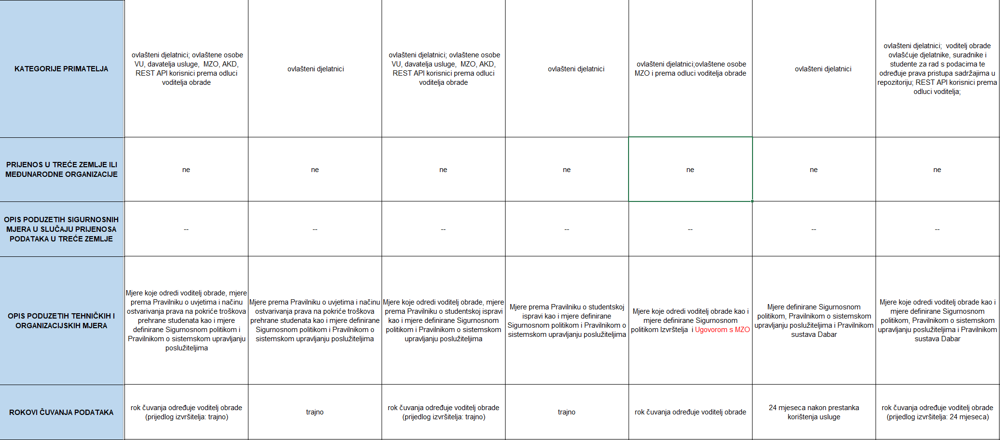 KATEGORIJE PRIMATELJA
ovlašteni djelatnici; ovlaštene osobe
VU, davatelja usluge,  MZO, AKD,
REST API korisnici prema odluci
voditelja obrade
ovlašteni djelatnici
ovlašteni djelatnici; ovlaštene osobe
VU, davatelja usluge,  MZO, AKD,
REST API korisnici prema odluci
voditelja obrade
ovlašteni djelatnici
ovlašteni djelatnici;ovlaštene osobe
MZO i prema odluci voditelja obrade
ovlašteni djelatnici
ovlašteni djelatnici;  voditelj obrade
ovlašćuje djelatnike, suradnike i
studente za rad s podacima te
određuje prava pristupa sadržajima u
repozitoriju; REST API korisnici prema
odluci voditelja;
PRIJENOS U TREĆE ZEMLJE ILI
MEĐUNARODNE ORGANIZACIJE
ne
ne
ne
ne
ne
ne
ne
OPIS PODUZETIH SIGURNOSNIH
MJERA U SLUČAJU PRIJENOSA
PODATAKA U TREĆE ZEMLJE
--
--
--
--
--
--
--
OPIS PODUZETIH TEHNIČKIH I
ORGANIZACIJSKIH MJERA
Mjere koje odredi voditelj obrade, mjere
prema Pravilniku o uvjetima i načinu
ostvarivanja prava na pokriće troškova
prehrane studenata kao i mjere
definirane Sigurnosnom politikom i
Pravilnikom o sistemskom upravljanju
poslužiteljima
Mjere prema Pravilniku o uvjetima i načinu
ostvarivanja prava na pokriće troškova
prehrane studenata kao i mjere definirane
Sigurnosnom politikom i Pravilnikom o
sistemskom upravljanju poslužiteljima
Mjere koje odredi voditelj obrade, mjere
prema Pravilniku o studentskoj ispravi
kao i mjere definirane Sigurnosnom
politikom i Pravilnikom o sistemskom
upravljanju poslužiteljima
Mjere prema Pravilniku o studentskoj
ispravi kao i mjere definirane
Sigurnosnom politikom i Pravilnikom o
sistemskom upravljanju poslužiteljima
Mjere koje odredi voditelj obrade kao i
mjere definirane Sigurnosnom
politikom Izvrštelja  i Ugovorom s MZO
Mjere definirane Sigurnosnom
politikom, Pravilnikom o sistemskom
upravljanju poslužiteljima i Pravilnikom
sustava Dabar
Mjere koje odredi voditelj obrade kao i
mjere definirane Sigurnosnom
politikom, Pravilnikom o sistemskom
upravljanju poslužiteljima i Pravilnikom
sustava Dabar
ROKOVI ČUVANJA PODATAKA
rok čuvanja određuje voditelj obrade
(prijedlog izvršitelja: trajno)
trajno
rok čuvanja određuje voditelj obrade
(prijedlog izvršitelja: trajno)
trajno
rok čuvanja određuje voditelj obrade
24 mjeseca nakon prestanka
korištenja usluge
rok čuvanja određuje voditelj obrade
(prijedlog izvršitelja: 24 mjeseca)